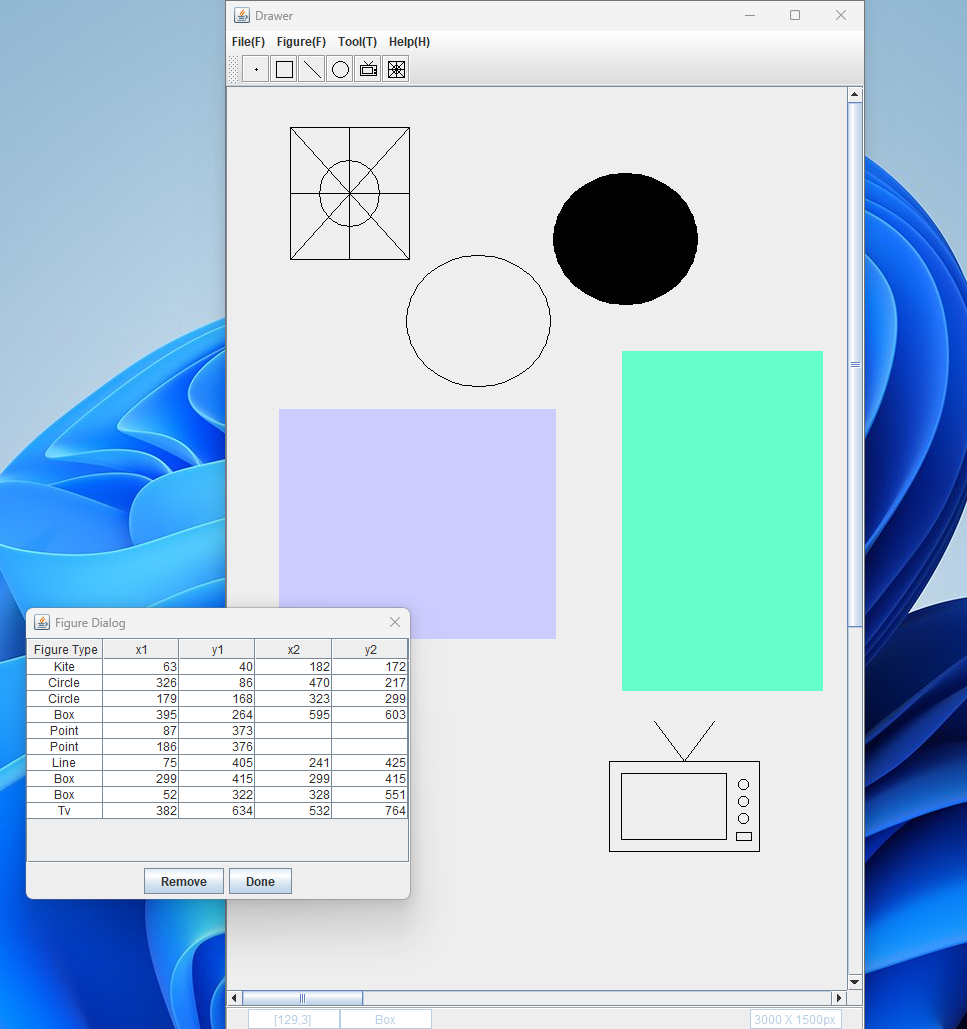 Drawer
File(F) Figure(F) Tool(T) Help(H)
Figure Dialog
Figure Type x1 y1 x2 y2
Kite 63 40 182 172
Circle 326 86 470 217
Circle 179 168 323 299
Box 395 264 595 603
Point 87 373
Point 186 376
Line 75 405 241 425
Box 299 415 299 415
Box 52 322 328 551
Tv 382 634 532 764
Remove Done
[129,3] Box 3000 X 1500px